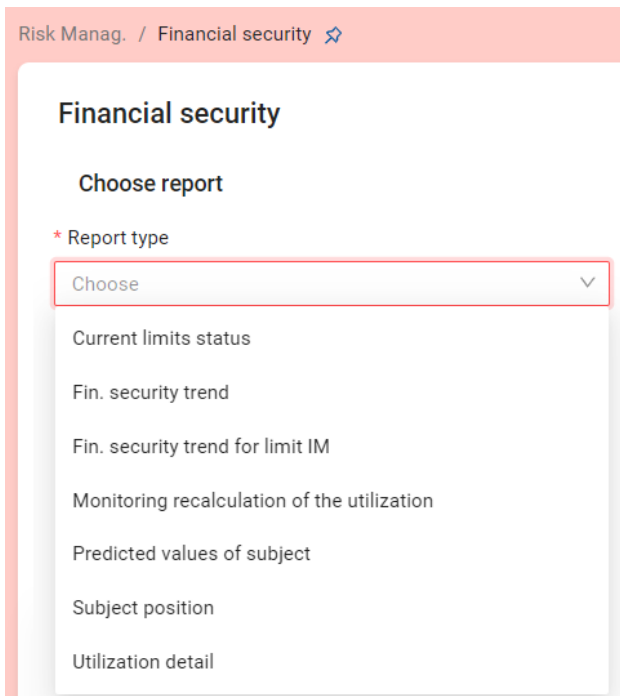 Risk Manag. / Financial security
Financial security
Choose report
* Report type
Choose
Current limits status
Fin. security trend
Fin. security trend for limit IM
Monitoring recalculation of the utilization
Predicted values of subject
Subject position
Utilization detail